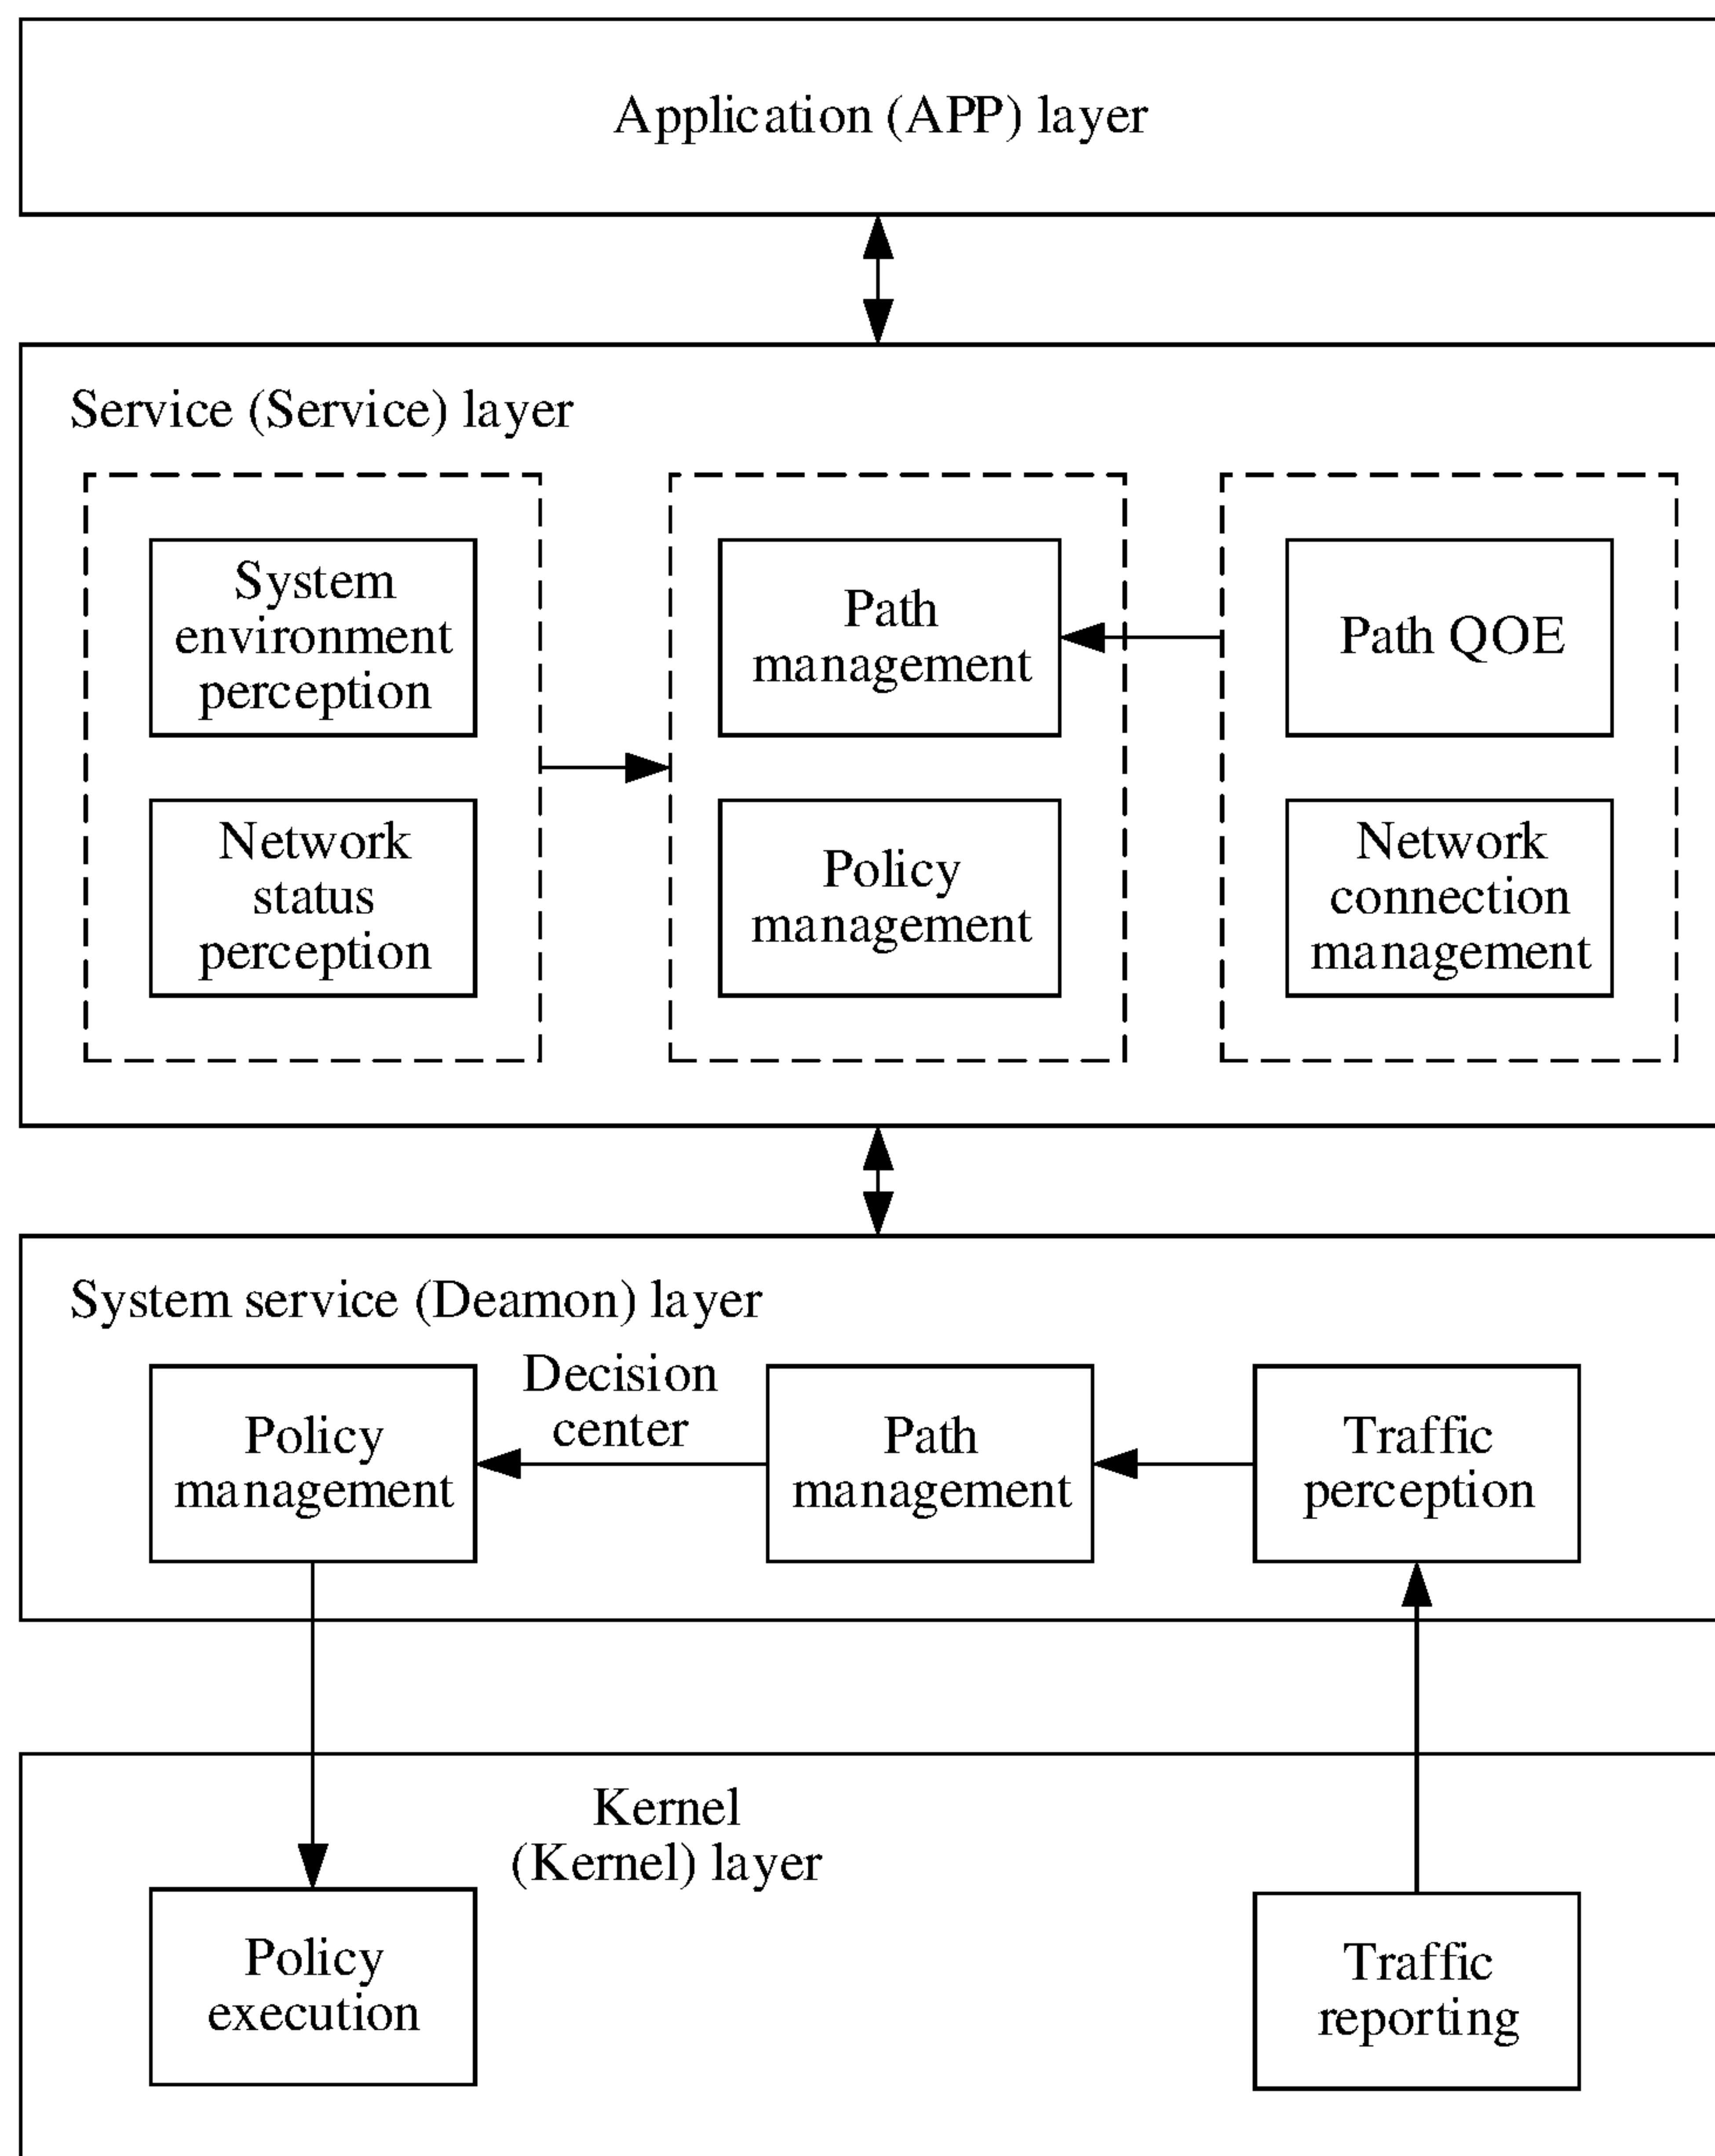 Application (APP) layer
Service (Service) layer
System
environment
perception
Network
status
perception
Path
management
Policy
management
Path QOE
Network
connection
management
System service (Deamon) layer
Policy
management
Decision
center
Path
management
Traffic
perception
Kernel
(Kernel) layer
Policy
execution
Traffic
reporting